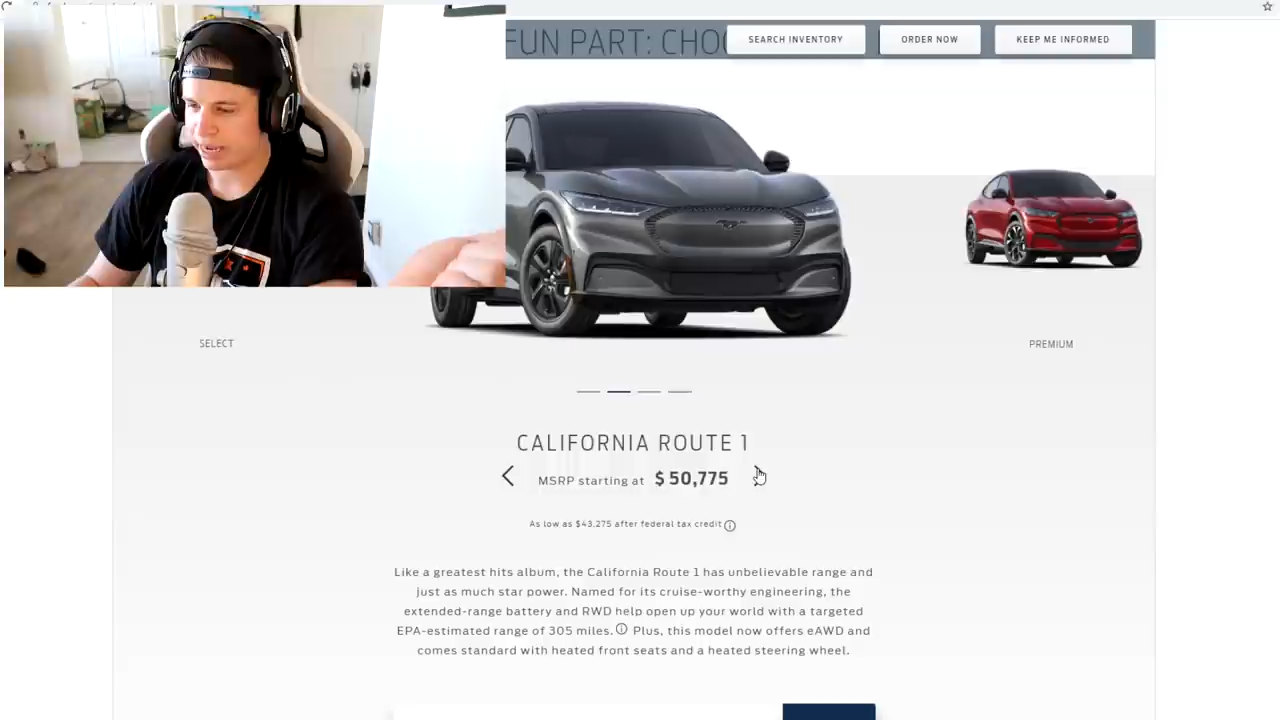 FUN PART: CHO
SEARCH INVENTORY
ORDER NOW
KEEP ME INFORMED
SELECT
PREMIUM
CALIFORNIA ROUTE 1
MSRP starting at $50,775
As low as $43,275 after federal tax credit
Like a greatest hits album, the California Route 1 has unbelievable range and
just as much star power. Named for its cruise-worthy engineering, the
extended-range battery and RWD help open up your world with a targeted
EPA-estimated range of 305 miles. Plus, this model now offers eAWD and
comes standard with heated front seats and a heated steering wheel.